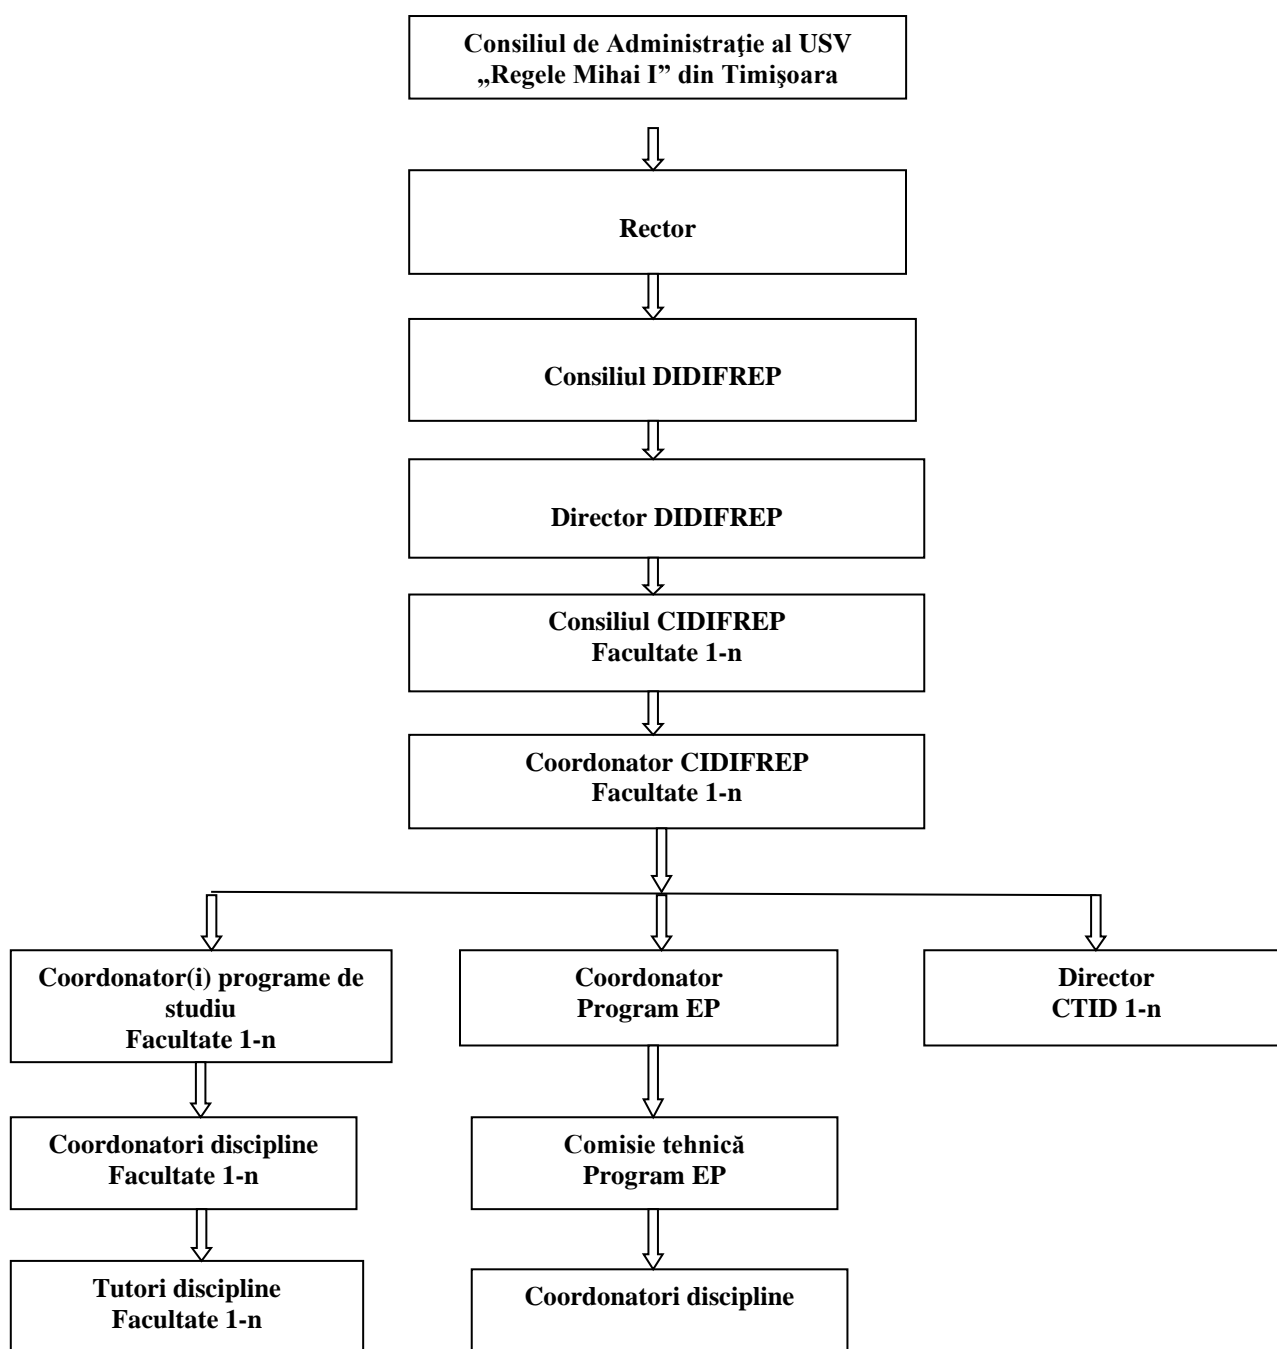 Consiliul de Administraţie al USV
„Regele Mihai I” din Timişoara
Rector
Consiliul DIDIFREP
Director DIDIFREP
Consiliul CIDIFREP
Facultate 1-n
Coordonator CIDIFREP
Facultate 1-n
Coordonator(i) programe de
studiu
Facultate 1-n
Coordonator
Program EP
Director
CTID 1-n
Coordonatori discipline
Facultate 1-n
Comisie tehnică
Program EP
Tutori discipline
Facultate 1-n
Coordonatori discipline